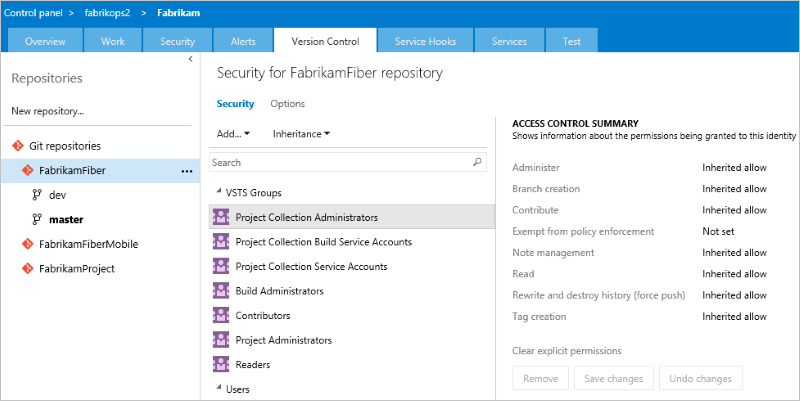 Control panel > fabrikops2 > Fabrikam
Overview Work Security Alerts Version Control Service Hooks Services Test
Repositories
New repository...
Git repositories
FabrikamFiber ...
dev
master
FabrikamFiberMobile
FabrikamProject
Security for FabrikamFiber repository
Security Options
Add... Inheritance
Search
VSTS Groups
Project Collection Administrators
Project Collection Build Service Accounts
Project Collection Service Accounts
Build Administrators
Contributors
Project Administrators
Readers
Users
ACCESS CONTROL SUMMARY
Shows information about the permissions being granted to this identity
Administer Inherited allow
Branch creation Inherited allow
Contribute Inherited allow
Exempt from policy enforcement Not set
Note management Inherited allow
Read Inherited allow
Rewrite and destroy history (force push) Inherited allow
Tag creation Inherited allow
Clear explicit permissions
Remove Save changes Undo changes